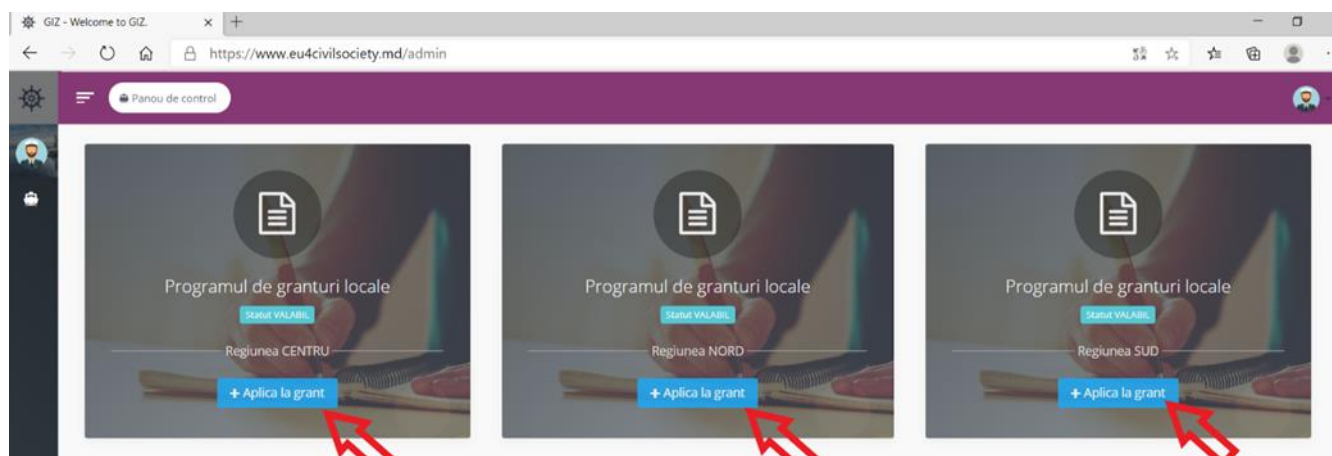 GIZ - Welcome to GIZ.
https://www.eu4civilsociety.md/admin
Panou de control
Programul de granturi locale
Statut VALABIL
Regiunea CENTRU
+ Aplica la grant
Programul de granturi locale
Statut VALABIL
Regiunea NORD
+ Aplica la grant
Programul de granturi locale
Statut VALABIL
Regiunea SUD
+ Aplica la grant